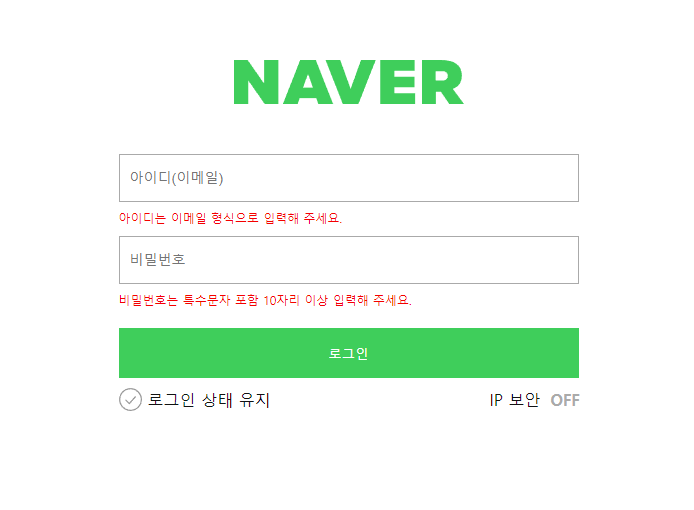 NAVER
아이디(이메일)
아이디는 이메일 형식으로 입력해 주세요.
비밀번호
비밀번호는 특수문자 포함 10자리 이상 입력해 주세요.
로그인
로그인 상태 유지 IP 보안 OFF